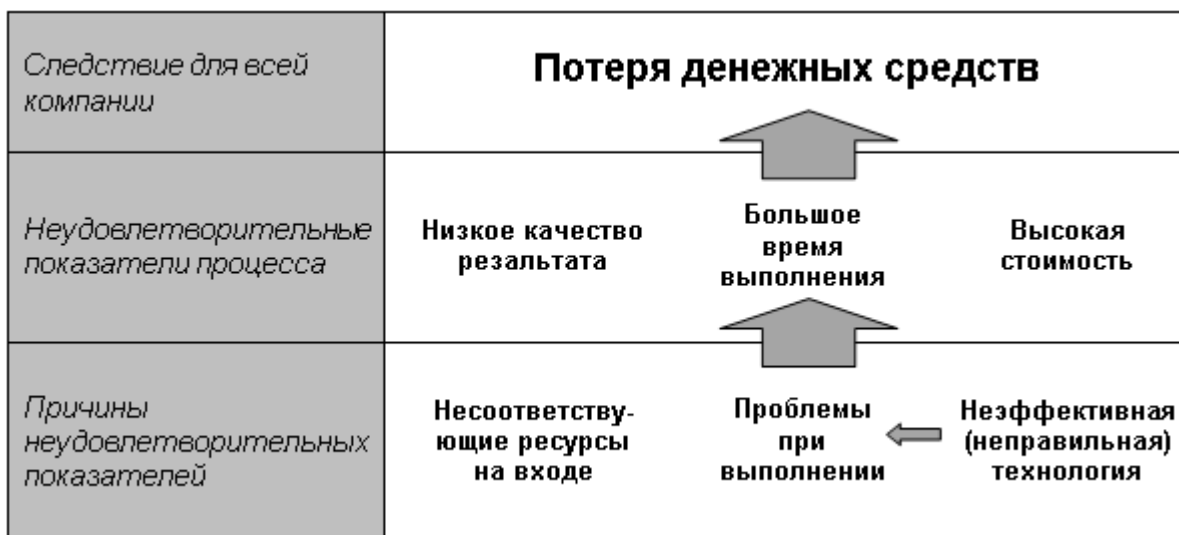 Следствие для всей
компании
Потеря денежных средств
Неудовлетворительные
показатели процесса
Низкое качество
резальтата
Большое
время
выполнения
Высокая
стоимость
Причины
неудовлетворительных
показателей
Несоответству-
ющие ресурсы
на входе
Проблемы
при
выполнении
Неэффективная
(неправильная)
технология